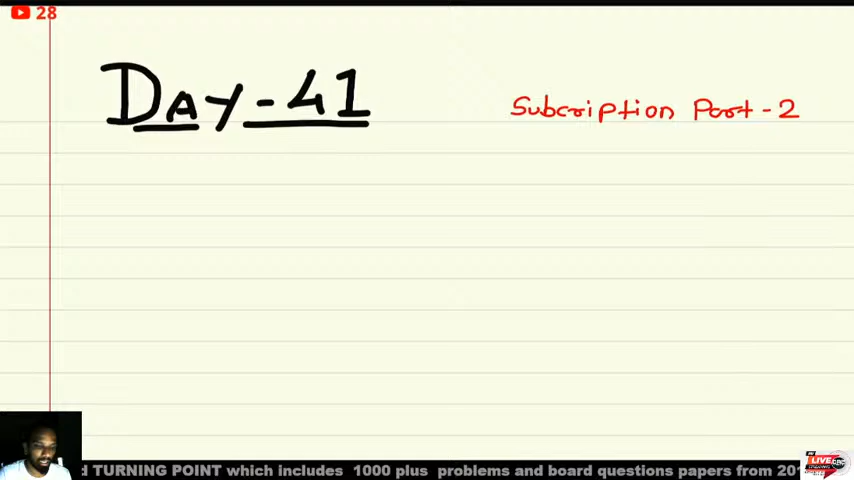 28
DAY-41
Subcription Part-2
d TURNING POINT which includes 1000 plus problems and board questions papers from 201
LIVE